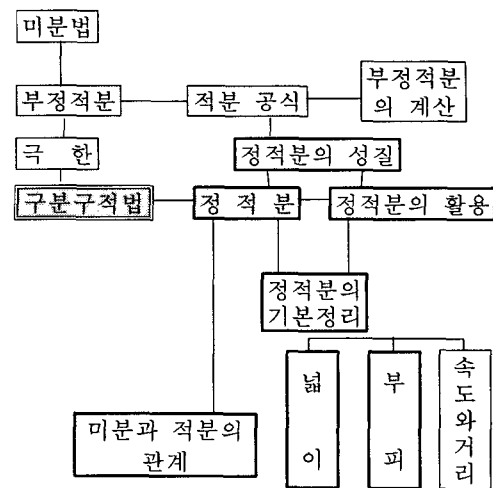 미분법
부정적분
적분 공식
부정적분
의 계산
극 한
정적분의 성질
구분구적법
정 적 분
정적분의 활용
정적분의
기본정리
넓
이
부
피
속
도
와
거
리
미분과 적분의
관계